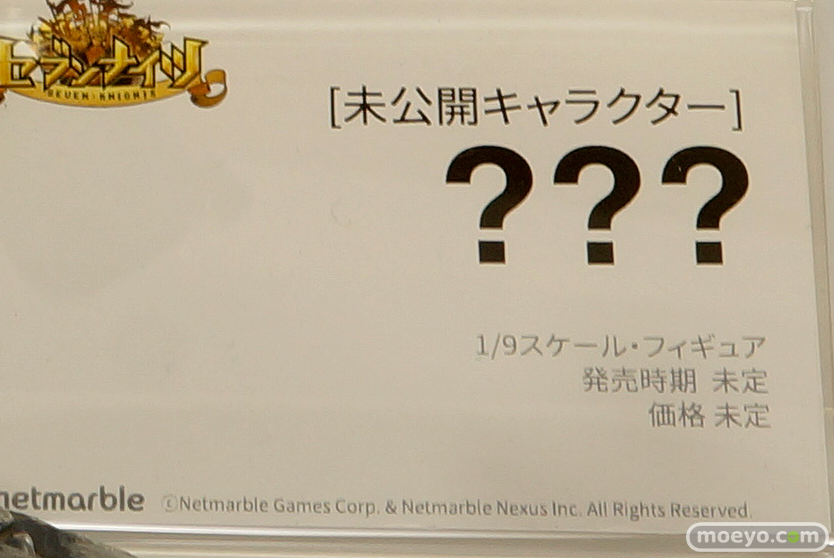 セブンナイツ
SEVEN KNIGHTS
[未公開キャラクター]
???
1/9スケール・フィギュア
発売時期 未定
価格 未定
netmarble
©Netmarble Games Corp. & Netmarble Nexus Inc. All Rights Reserved.
moeyo.com